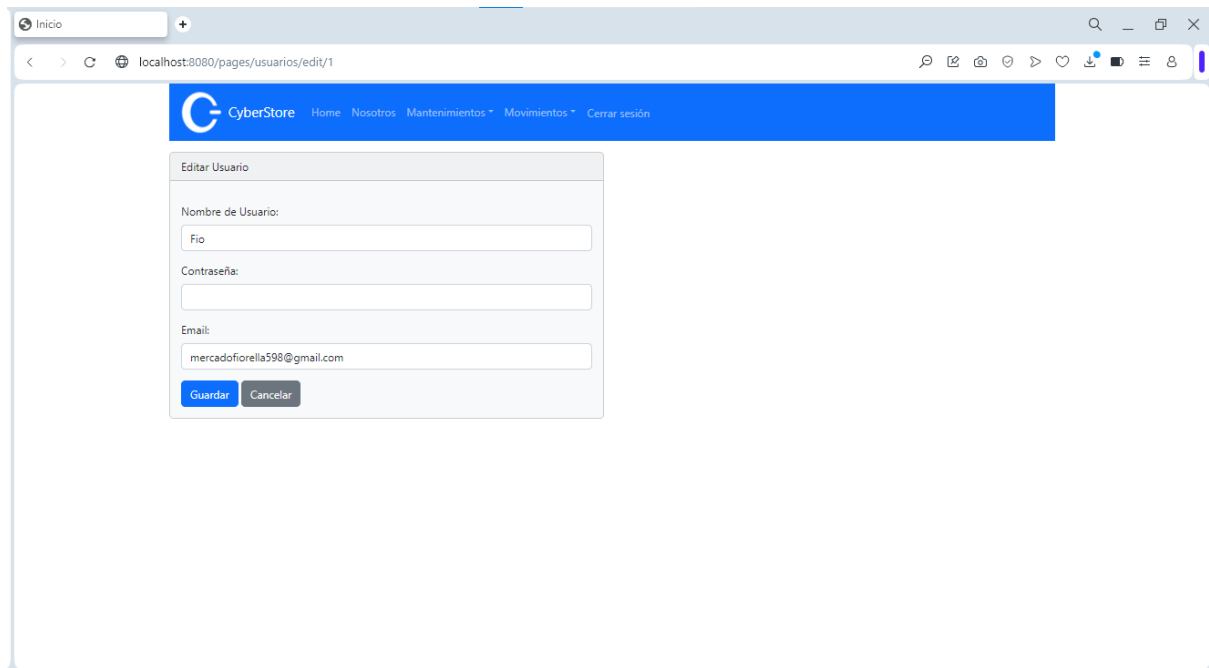 Inicio
localhost:8080/pages/usuarios/edit/1
CyberStore Home Nosotros Mantenimientos Movimientos Cerrar sesión
Editar Usuario
Nombre de Usuario:
Fio
Contraseña:
Email:
mercadofiorella598@gmail.com
Guardar Cancelar